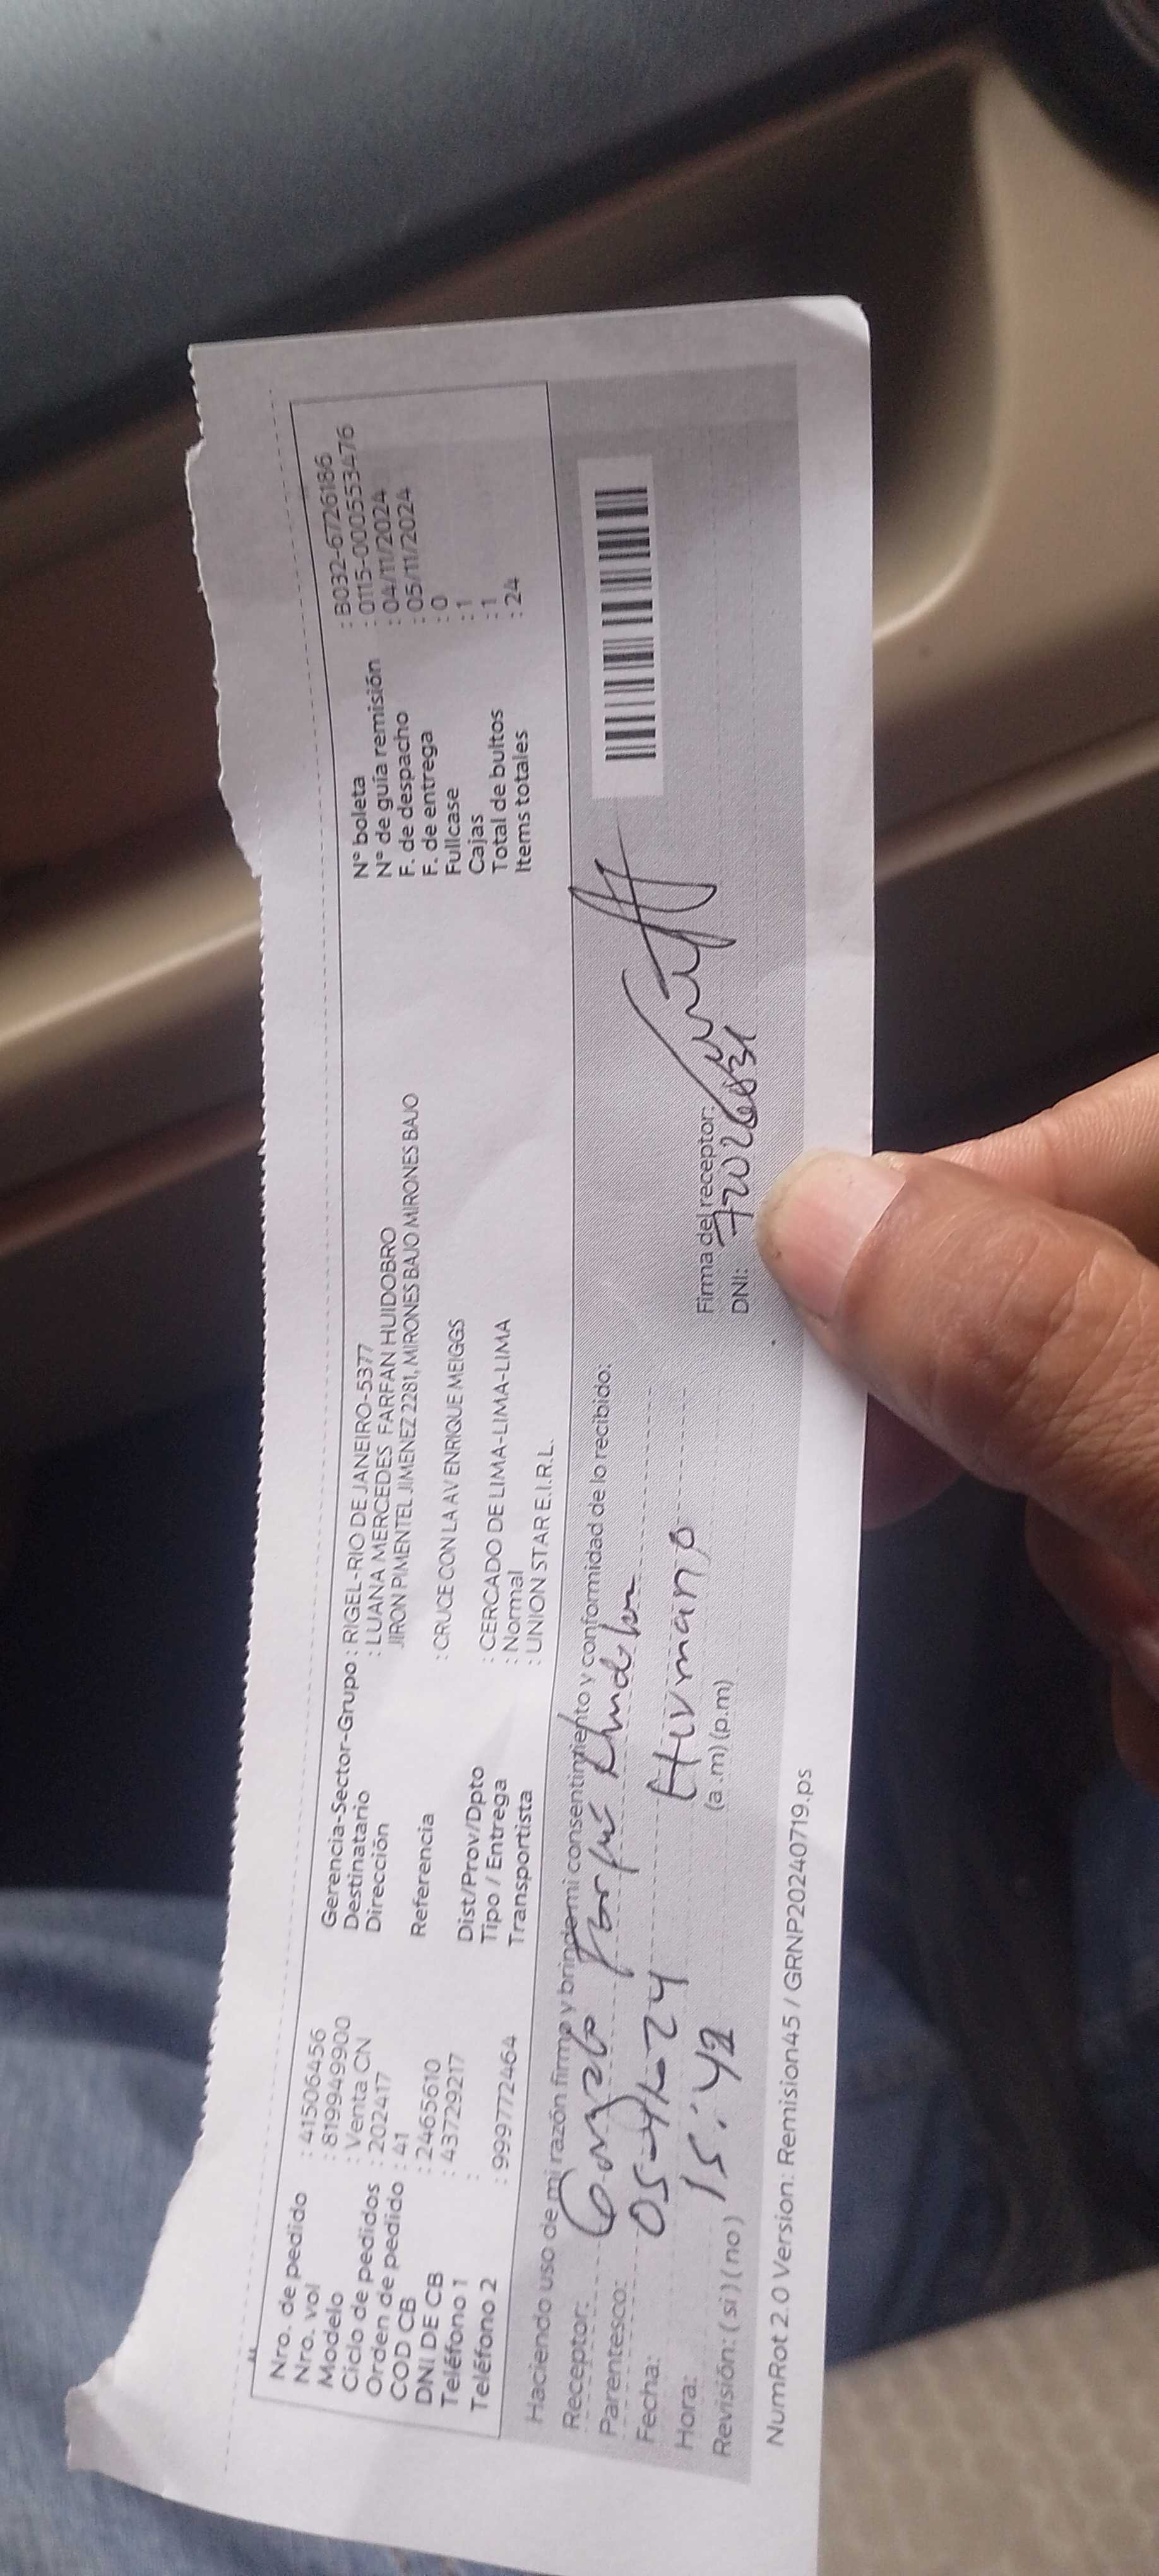 Nro. de pedido : 41506456
Nro. vol : 819949900
Modelo : Venta CN
Ciclo de pedidos : 202417
Orden de pedido : 41
COD CB : 2465610
DNI DE CB : 43729217
Teléfono 1 :
Teléfono 2 : 999772464
Gerencia-Sector-Grupo : RIGEL-RIO DE JANEIRO-5377
Destinatario : LUANA MERCEDES FARFAN HUIDOBRO
Dirección JIRON PIMENTEL JIMENEZ 2281, MIRONES BAJO MIRONES BAJO
Referencia : CRUCE CON LA AV ENRIQUE MEIGGS
Dist/Prov/Dpto : CERCADO DE LIMA-LIMA-LIMA
Tipo / Entrega : Normal
Transportista : UNION STAR E.I.R.L.
N° boleta : B032-6726186
N° de guía remisión : 0115-000553476
F. de despacho : 04/11/2024
F. de entrega : 05/11/2024
Fullcase : 0
Cajas : 1
Total de bultos : 1
Items totales : 24
Haciendo uso de mi razón firmo y brindo mi consentimiento y conformidad de lo recibido:
Receptor: Gonzalo
Parentesco: Hermano
Fecha: 05-11-24
Hora: 15:42 (a.m) (p.m)
Revisión: ( si ) ( no )
Firma del receptor:
DNI:
NumRot 2.0 Version: Remision45 / GRNP20240719.ps